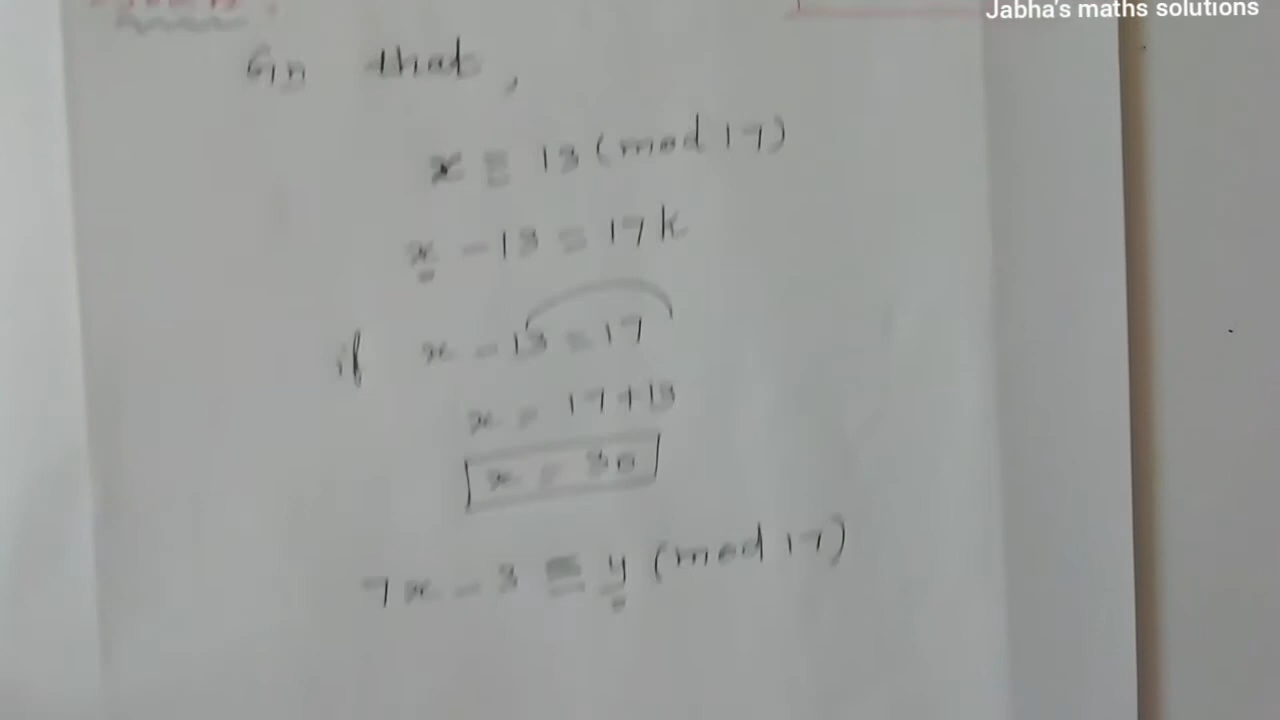 Jabha's maths solutions
Gn that,
x ≡ 13 (mod 17)
x - 13 = 17k
if x - 13 = 17
x = 17+13
x = 30
7x - 3 ≡ y (mod 17)